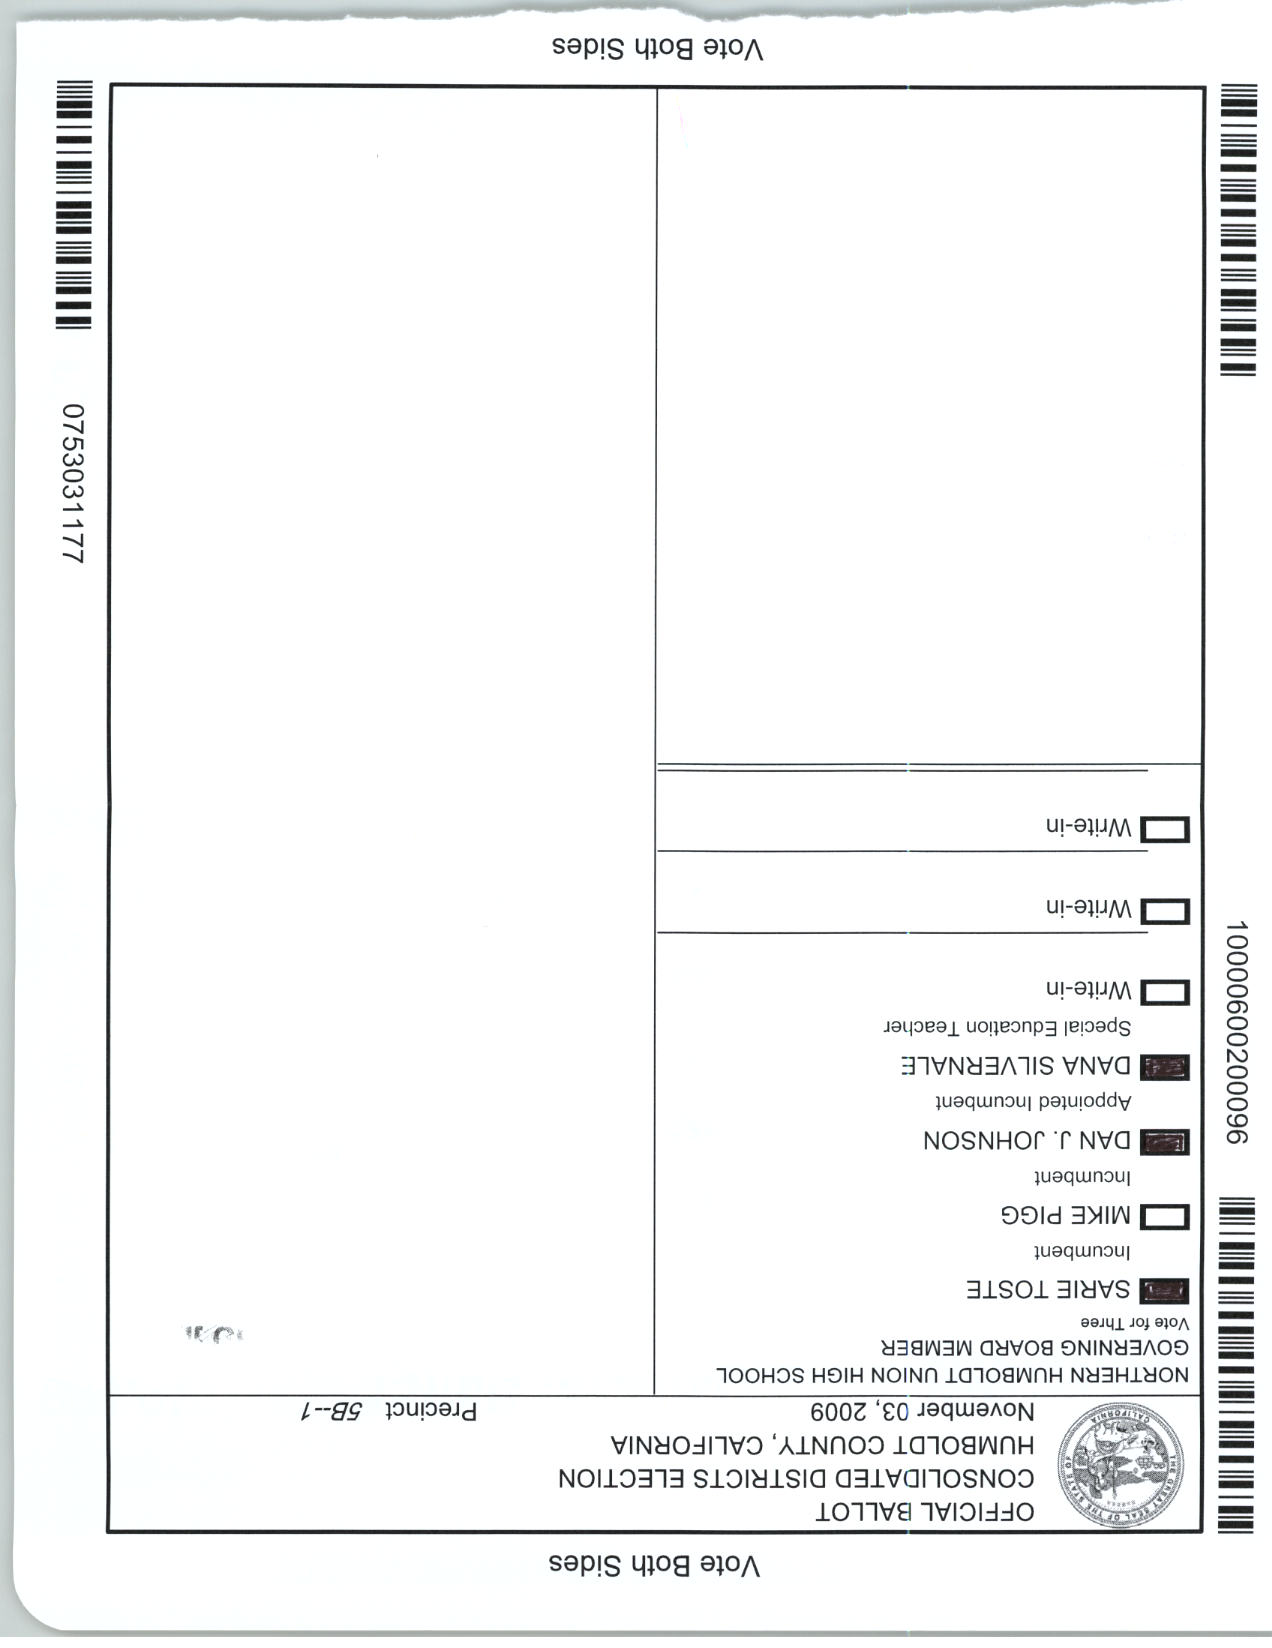 Vote Both Sides
OFFICIAL BALLOT
CONSOLIDATED DISTRICTS ELECTION
HUMBOLDT COUNTY, CALIFORNIA
November 03, 2009 Precinct 5B--1
THE GREAT SEAL OF THE STATE OF CALIFORNIA
EUREKA
NORTHERN HUMBOLDT UNION HIGH SCHOOL
GOVERNING BOARD MEMBER
Vote for Three
SARIE TOSTE
Incumbent
MIKE PIGG
Incumbent
DAN J. JOHNSON
Appointed Incumbent
DANA SILVERNALE
Special Education Teacher
Write-in
Write-in
Write-in
10000600200096
0753031177
Vote Both Sides